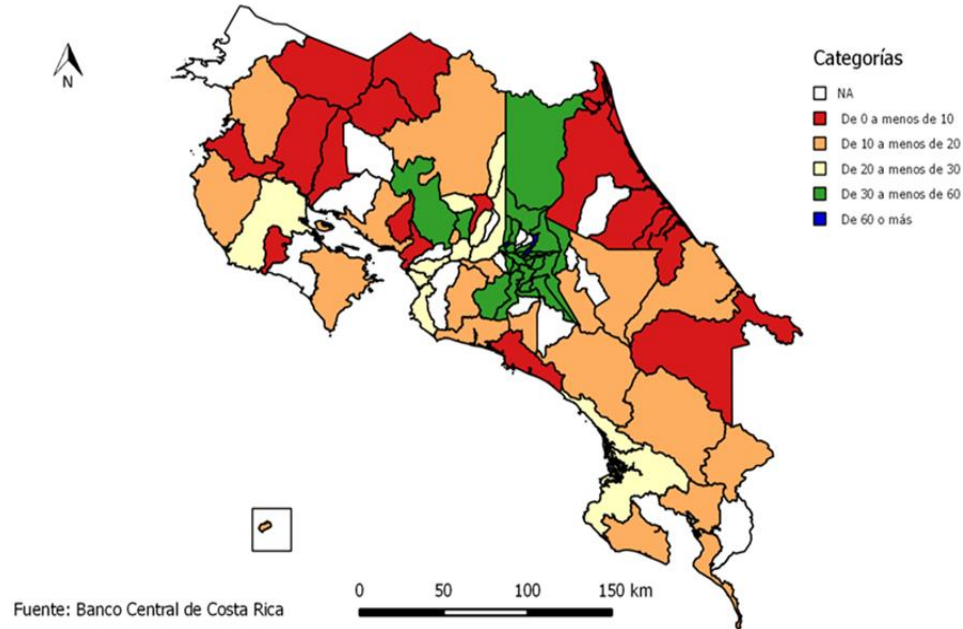 N
Categorías
NA
De 0 a menos de 10
De 10 a menos de 20
De 20 a menos de 30
De 30 a menos de 60
De 60 o más
0 50 100 150 km
Fuente: Banco Central de Costa Rica